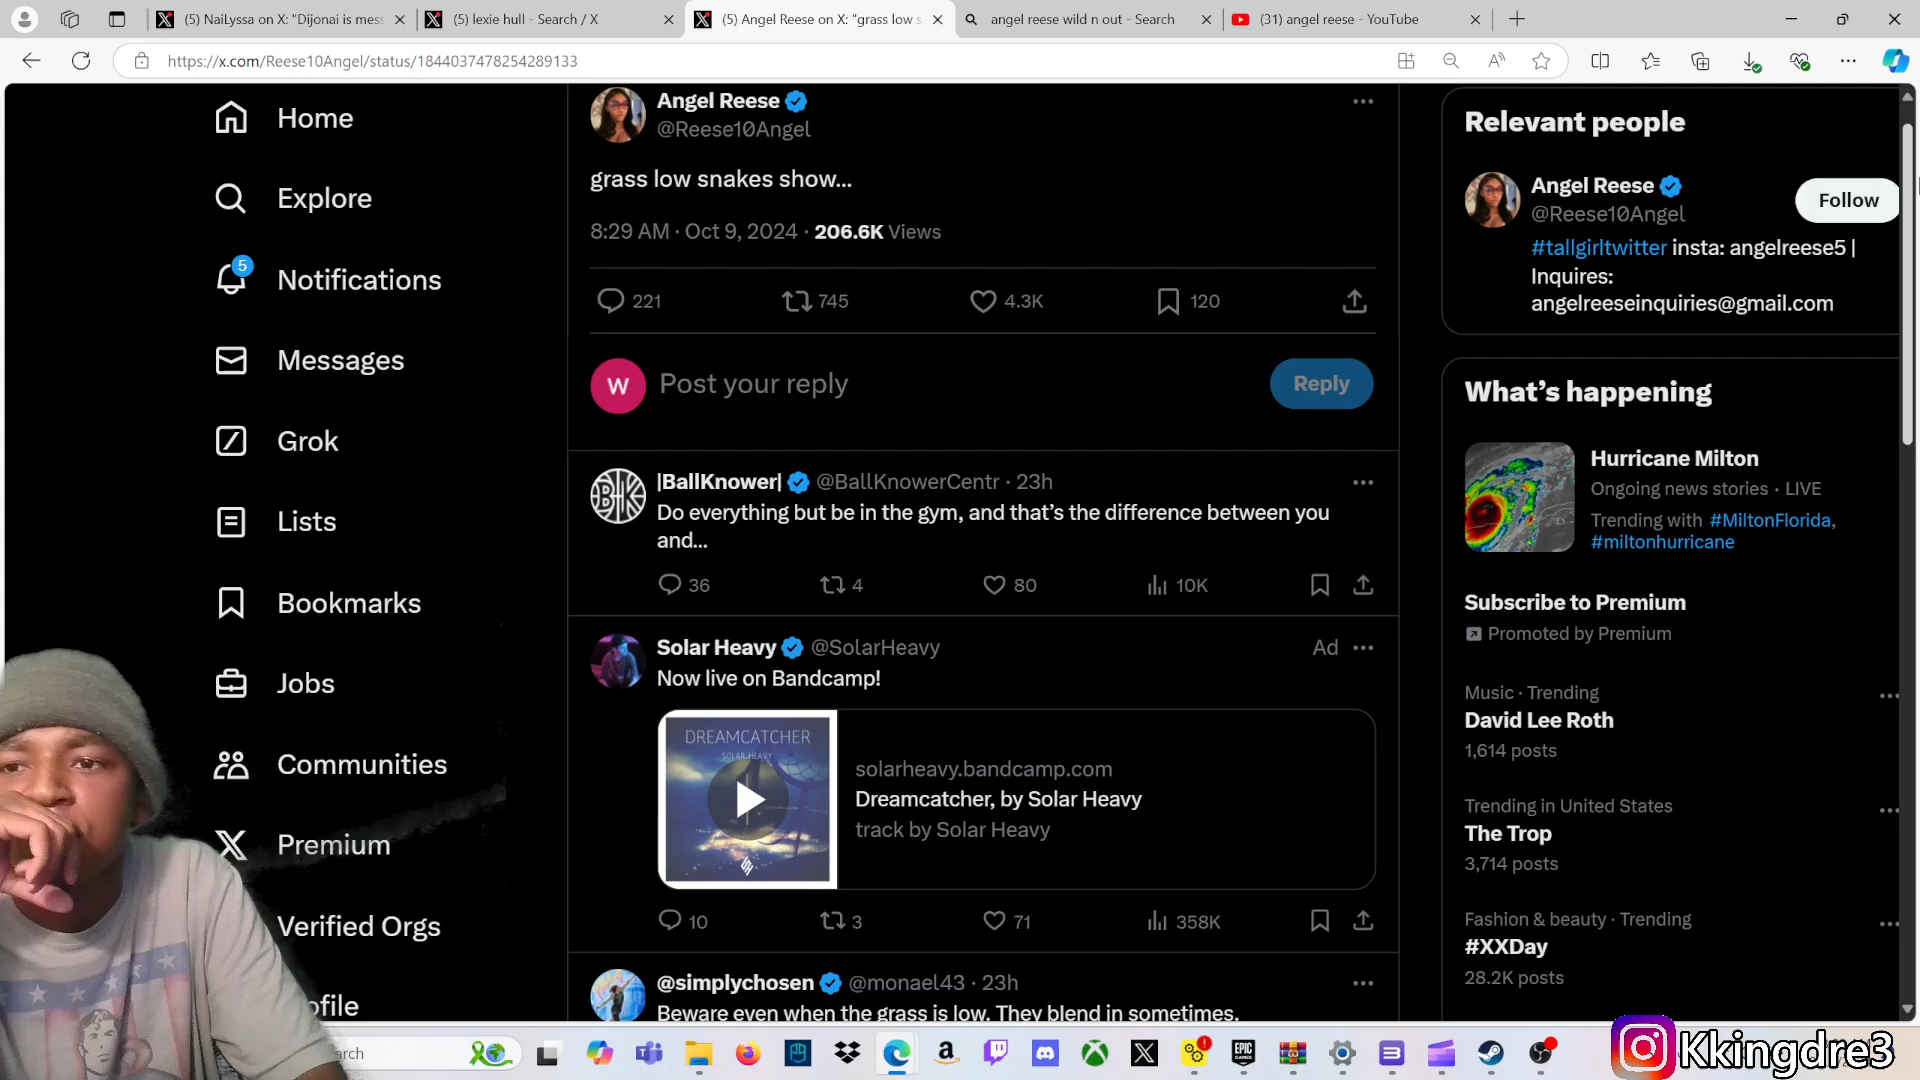 (5) NaiLyssa on X: "Dijonai is mess
(5) lexie hull - Search / X
(5) Angel Reese on X: "grass low s
angel reese wild n out - Search
(31) angel reese - YouTube
https://x.com/Reese10Angel/status/1844037478254289133
Home
Explore
5
Notifications
Messages
Grok
Lists
Bookmarks
Jobs
Communities
Premium
Verified Orgs
ofile
Angel Reese
@Reese10Angel
grass low snakes show...
8:29 AM · Oct 9, 2024 · 206.6K Views
221 745 4.3K 120
W Post your reply Reply
|BallKnower| @BallKnowerCentr · 23h
Do everything but be in the gym, and that's the difference between you
and...
36 4 80 10K
Solar Heavy @SolarHeavy Ad
Now live on Bandcamp!
DREAMCATCHER
SOLAR HEAVY
solarheavy.bandcamp.com
Dreamcatcher, by Solar Heavy
track by Solar Heavy
10 3 71 358K
@simplychosen @monael43 · 23h
Beware even when the grass is low. They blend in sometimes.
Relevant people
Angel Reese
@Reese10Angel
Follow
#tallgirltwitter insta: angelreese5 |
Inquires:
angelreeseinquiries@gmail.com
What's happening
Hurricane Milton
Ongoing news stories · LIVE
Trending with #MiltonFlorida,
#miltonhurricane
Subscribe to Premium
Promoted by Premium
Music · Trending
David Lee Roth
1,614 posts
Trending in United States
The Trop
3,714 posts
Fashion & beauty · Trending
#XXDay
28.2K posts
arch
Kkingdre3